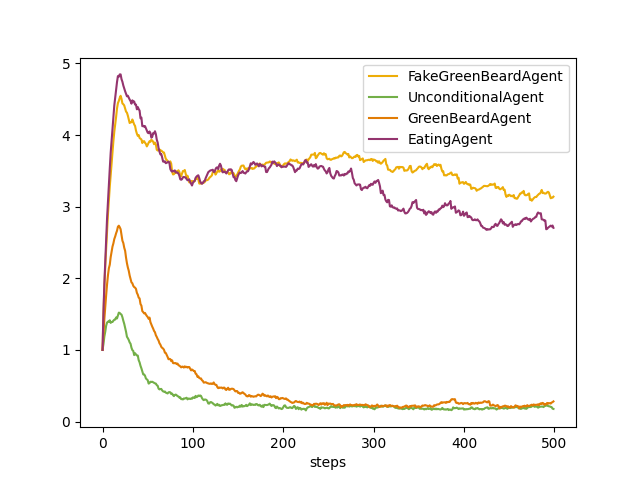 5
4
3
2
1
0
0 100 200 300 400 500
steps
FakeGreenBeardAgent
UnconditionalAgent
GreenBeardAgent
EatingAgent